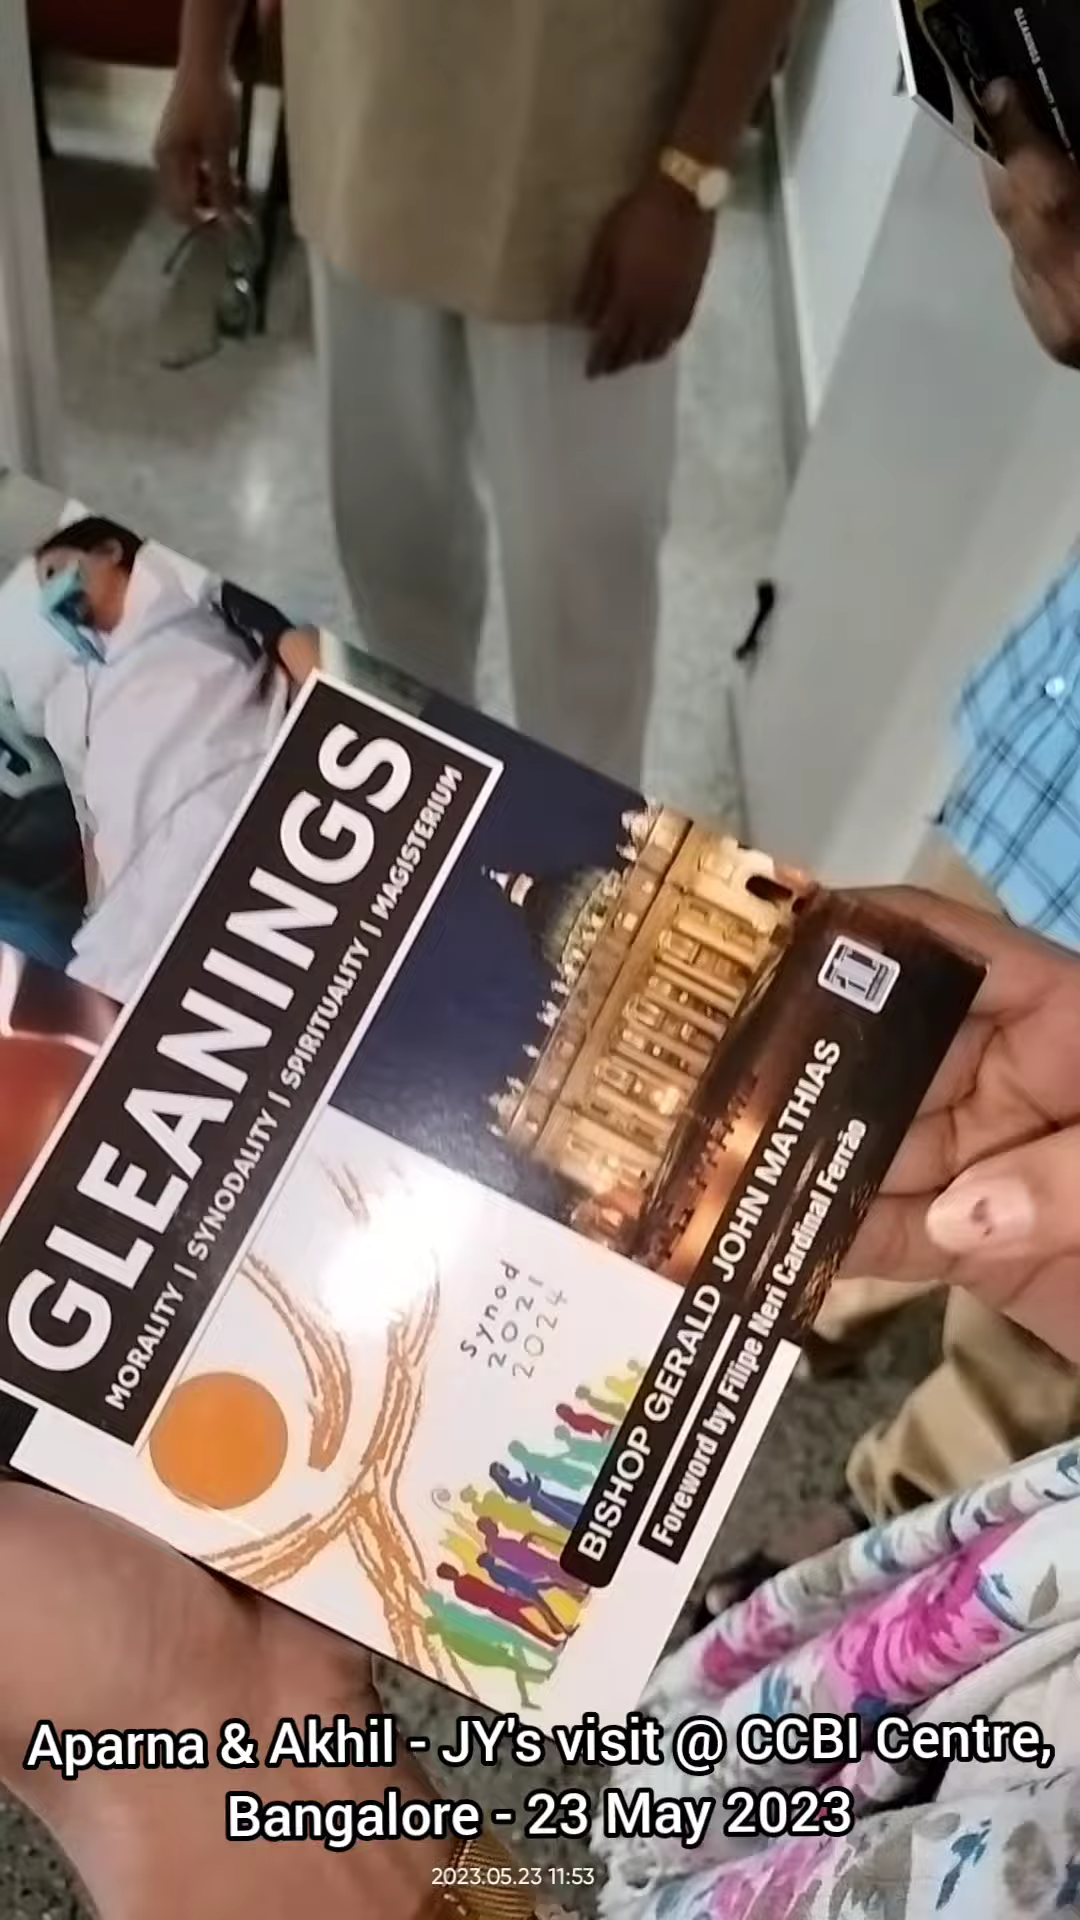 GLEANINGS
MORALITY I SYNODALITY I SPIRITUALITY I MAGISTERIUM
Synod
2021
2024
BISHOP GERALD JOHN MATHIAS
Foreword by Filipe Neri Cardinal Ferrão
Aparna & Akhil - JY's visit @ CCBI Centre,
Bangalore - 23 May 2023
2023.05.23 11:53